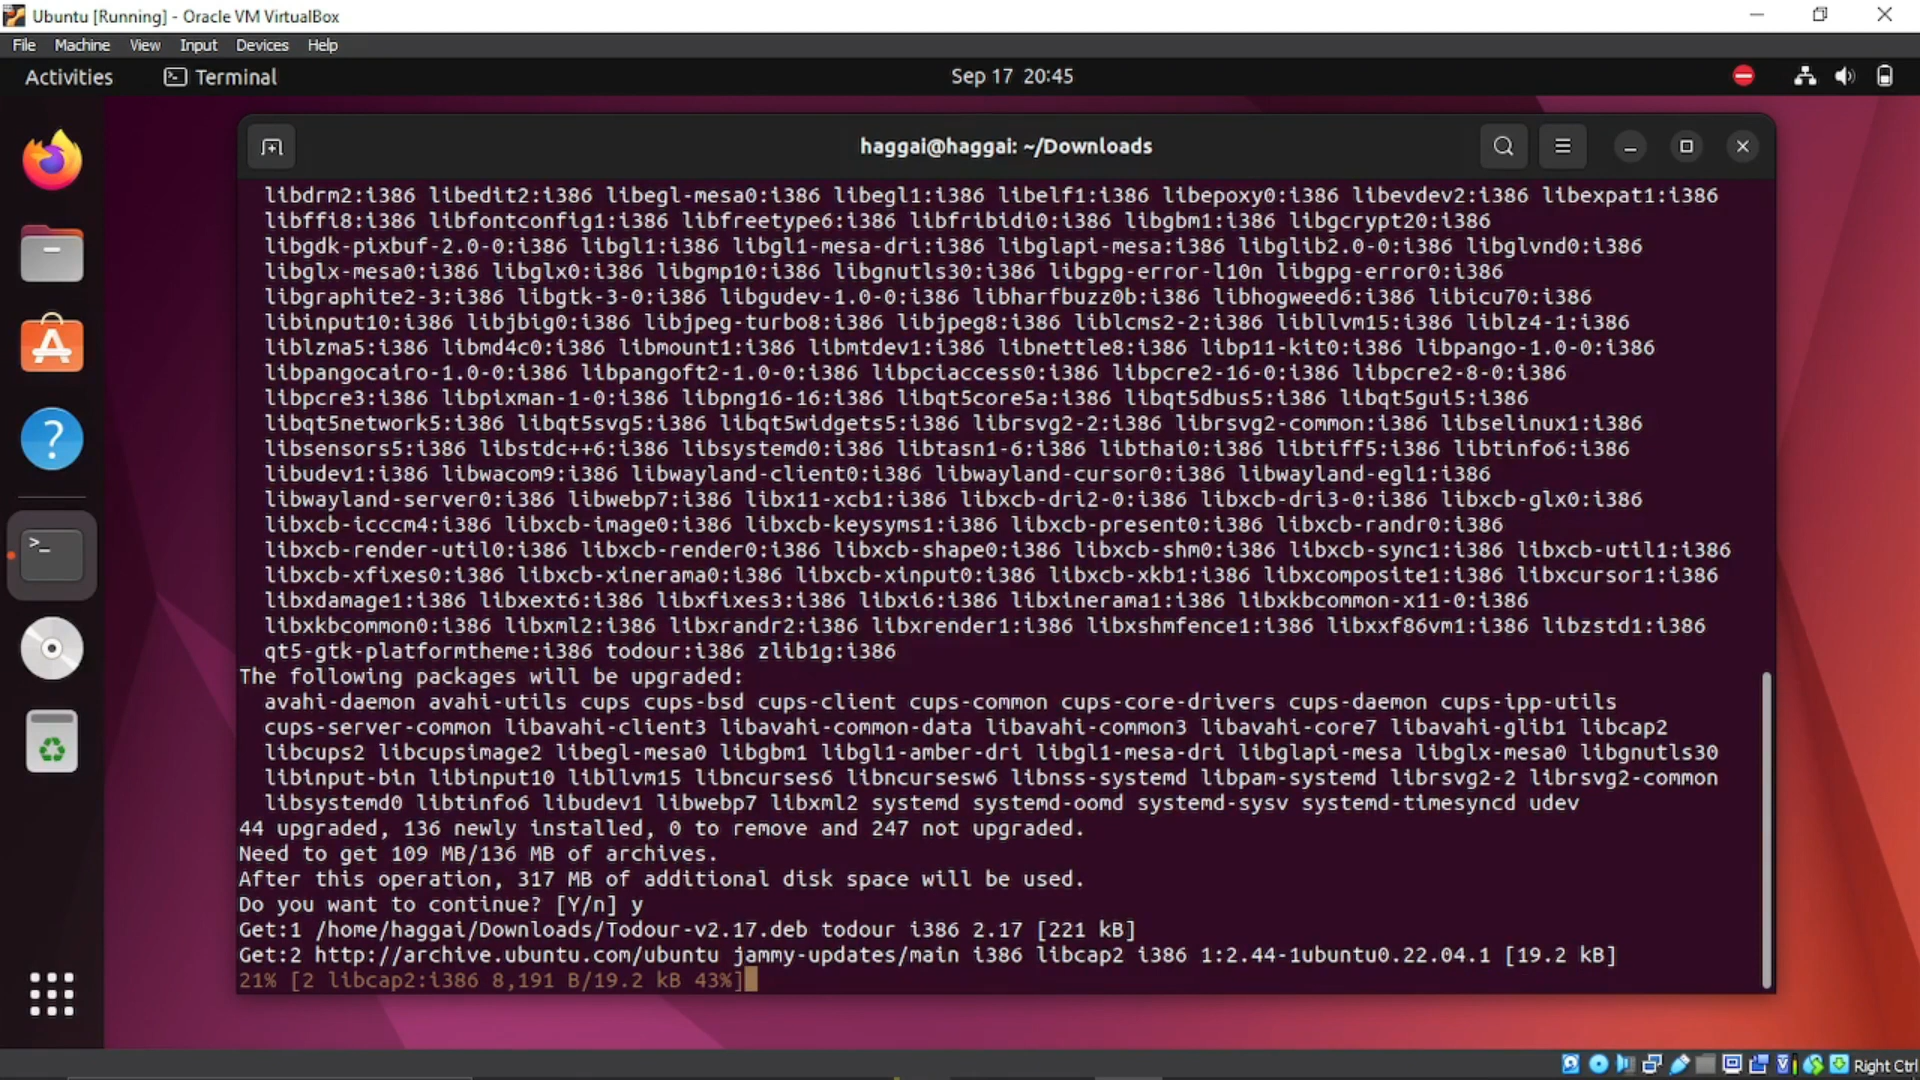 Ubuntu [Running] - Oracle VM VirtualBox
File Machine View Input Devices Help
Activities Terminal Sep 17 20:45
haggai@haggai: ~/Downloads
libdrm2:i386 libedit2:i386 libegl-mesa0:i386 libegl1:i386 libelf1:i386 libepoxy0:i386 libevdev2:i386 libexpat1:i386
libffi8:i386 libfontconfig1:i386 libfreetype6:i386 libfribidi0:i386 libgbm1:i386 libgcrypt20:i386
libgdk-pixbuf-2.0-0:i386 libgl1:i386 libgl1-mesa-dri:i386 libglapi-mesa:i386 libglib2.0-0:i386 libglvnd0:i386
libglx-mesa0:i386 libglx0:i386 libgmp10:i386 libgnutls30:i386 libgpg-error-l10n libgpg-error0:i386
libgraphite2-3:i386 libgtk-3-0:i386 libgudev-1.0-0:i386 libharfbuzz0b:i386 libhogweed6:i386 libicu70:i386
libinput10:i386 libjbig0:i386 libjpeg-turbo8:i386 libjpeg8:i386 liblcms2-2:i386 libllvm15:i386 liblz4-1:i386
liblzma5:i386 libmd4c0:i386 libmount1:i386 libmtdev1:i386 libnettle8:i386 libp11-kit0:i386 libpango-1.0-0:i386
libpangocairo-1.0-0:i386 libpangoft2-1.0-0:i386 libpciaccess0:i386 libpcre2-16-0:i386 libpcre2-8-0:i386
libpcre3:i386 libpixman-1-0:i386 libpng16-16:i386 libqt5core5a:i386 libqt5dbus5:i386 libqt5gui5:i386
libqt5network5:i386 libqt5svg5:i386 libqt5widgets5:i386 librsvg2-2:i386 librsvg2-common:i386 libselinux1:i386
libsensors5:i386 libstdc++6:i386 libsystemd0:i386 libtasn1-6:i386 libthai0:i386 libtiff5:i386 libtinfo6:i386
libudev1:i386 libwacom9:i386 libwayland-client0:i386 libwayland-cursor0:i386 libwayland-egl1:i386
libwayland-server0:i386 libwebp7:i386 libx11-xcb1:i386 libxcb-dri2-0:i386 libxcb-dri3-0:i386 libxcb-glx0:i386
libxcb-icccm4:i386 libxcb-image0:i386 libxcb-keysyms1:i386 libxcb-present0:i386 libxcb-randr0:i386
libxcb-render-util0:i386 libxcb-render0:i386 libxcb-shape0:i386 libxcb-shm0:i386 libxcb-sync1:i386 libxcb-util1:i386
libxcb-xfixes0:i386 libxcb-xinerama0:i386 libxcb-xinput0:i386 libxcb-xkb1:i386 libxcomposite1:i386 libxcursor1:i386
libxdamage1:i386 libxext6:i386 libxfixes3:i386 libxi6:i386 libxinerama1:i386 libxkbcommon-x11-0:i386
libxkbcommon0:i386 libxml2:i386 libxrandr2:i386 libxrender1:i386 libxshmfence1:i386 libxxf86vm1:i386 libzstd1:i386
qt5-gtk-platformtheme:i386 todour:i386 zlib1g:i386
The following packages will be upgraded:
avahi-daemon avahi-utils cups cups-bsd cups-client cups-common cups-core-drivers cups-daemon cups-ipp-utils
cups-server-common libavahi-client3 libavahi-common-data libavahi-common3 libavahi-core7 libavahi-glib1 libcap2
libcups2 libcupsimage2 libegl-mesa0 libgbm1 libgl1-amber-dri libgl1-mesa-dri libglapi-mesa libglx-mesa0 libgnutls30
libinput-bin libinput10 libllvm15 libncurses6 libncursesw6 libnss-systemd libpam-systemd librsvg2-2 librsvg2-common
libsystemd0 libtinfo6 libudev1 libwebp7 libxml2 systemd systemd-oomd systemd-sysv systemd-timesyncd udev
44 upgraded, 136 newly installed, 0 to remove and 247 not upgraded.
Need to get 109 MB/136 MB of archives.
After this operation, 317 MB of additional disk space will be used.
Do you want to continue? [Y/n] y
Get:1 /home/haggai/Downloads/Todour-v2.17.deb todour i386 2.17 [221 kB]
Get:2 http://archive.ubuntu.com/ubuntu jammy-updates/main i386 libcap2 i386 1:2.44-1ubuntu0.22.04.1 [19.2 kB]
21% [2 libcap2:i386 8,191 B/19.2 kB 43%]
Right Ctrl